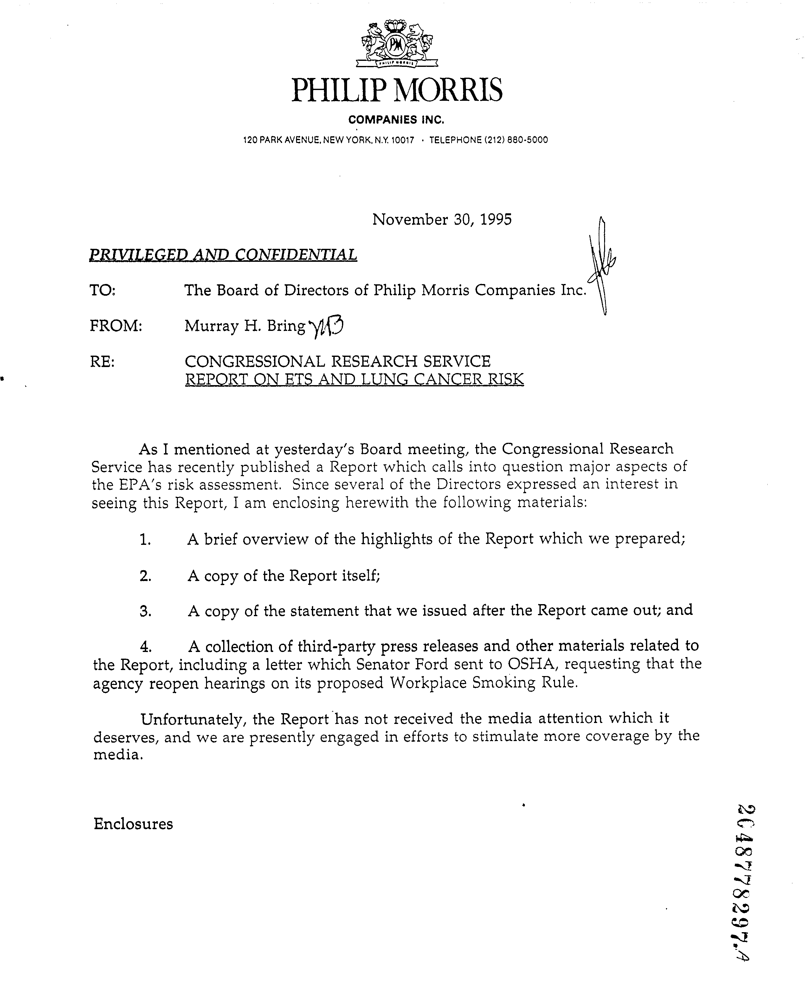 PM
PHILIP MORRIS
PHILIP MORRIS
COMPANIES INC.
120 PARK AVENUE, NEW YORK, N.Y. 10017 · TELEPHONE (212) 880-5000
November 30, 1995
PRIVILEGED AND CONFIDENTIAL
TO: The Board of Directors of Philip Morris Companies Inc.
FROM: Murray H. Bring MHB
RE: CONGRESSIONAL RESEARCH SERVICE
REPORT ON ETS AND LUNG CANCER RISK
As I mentioned at yesterday's Board meeting, the Congressional Research
Service has recently published a Report which calls into question major aspects of
the EPA's risk assessment. Since several of the Directors expressed an interest in
seeing this Report, I am enclosing herewith the following materials:
1. A brief overview of the highlights of the Report which we prepared;
2. A copy of the Report itself;
3. A copy of the statement that we issued after the Report came out; and
4. A collection of third-party press releases and other materials related to
the Report, including a letter which Senator Ford sent to OSHA, requesting that the
agency reopen hearings on its proposed Workplace Smoking Rule.
Unfortunately, the Report has not received the media attention which it
deserves, and we are presently engaged in efforts to stimulate more coverage by the
media.
Enclosures
2048778297.A